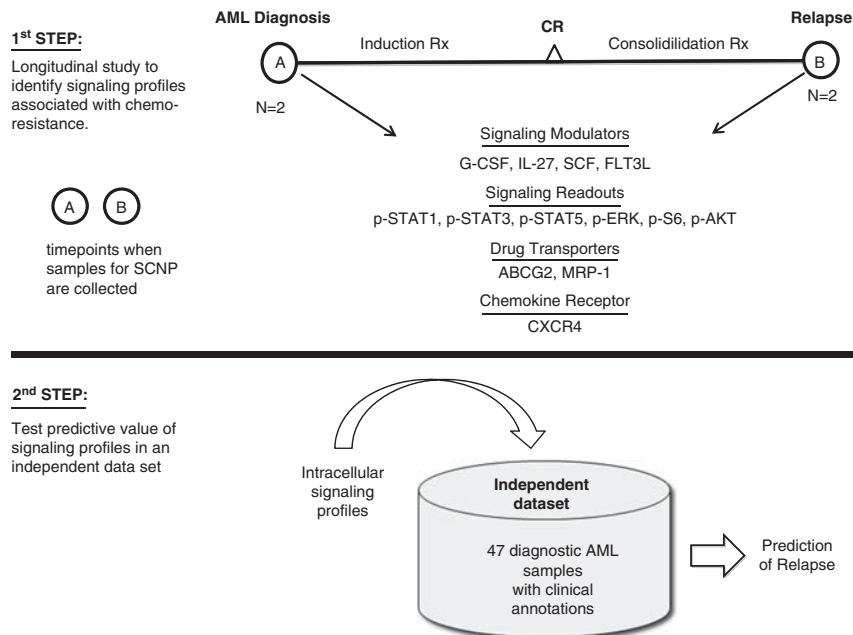 AML Diagnosis
CR
Relapse
1st STEP:
Induction Rx
Consolidilidation Rx
A
B
Longitudinal study to
identify signaling profiles
associated with chemo-
resistance.
N=2
N=2
Signaling Modulators
G-CSF, IL-27, SCF, FLT3L
Signaling Readouts
p-STAT1, p-STAT3, p-STAT5, p-ERK, p-S6, p-AKT
Drug Transporters
ABCG2, MRP-1
Chemokine Receptor
CXCR4
A B
timepoints when
samples for SCNP
are collected
2nd STEP:
Test predictive value of
signaling profiles in an
independent data set
Intracellular
signaling
profiles
Independent
dataset
47 diagnostic AML
samples
with clinical
annotations
Prediction
of Relapse